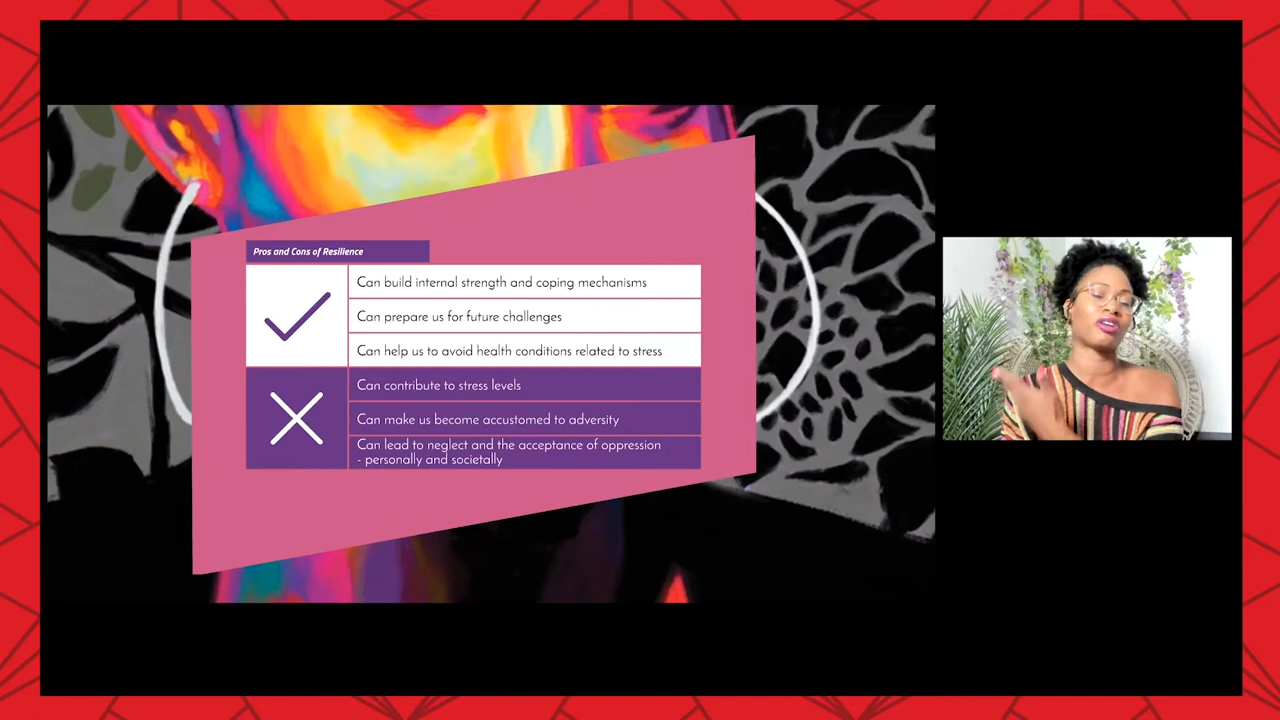 Pros and Cons of Resilience
Can build internal strength and coping mechanisms
Can prepare us for future challenges
Can help us to avoid health conditions related to stress
Can contribute to stress levels
Can make us become accustomed to adversity
Can lead to neglect and the acceptance of oppression
- personally and societally